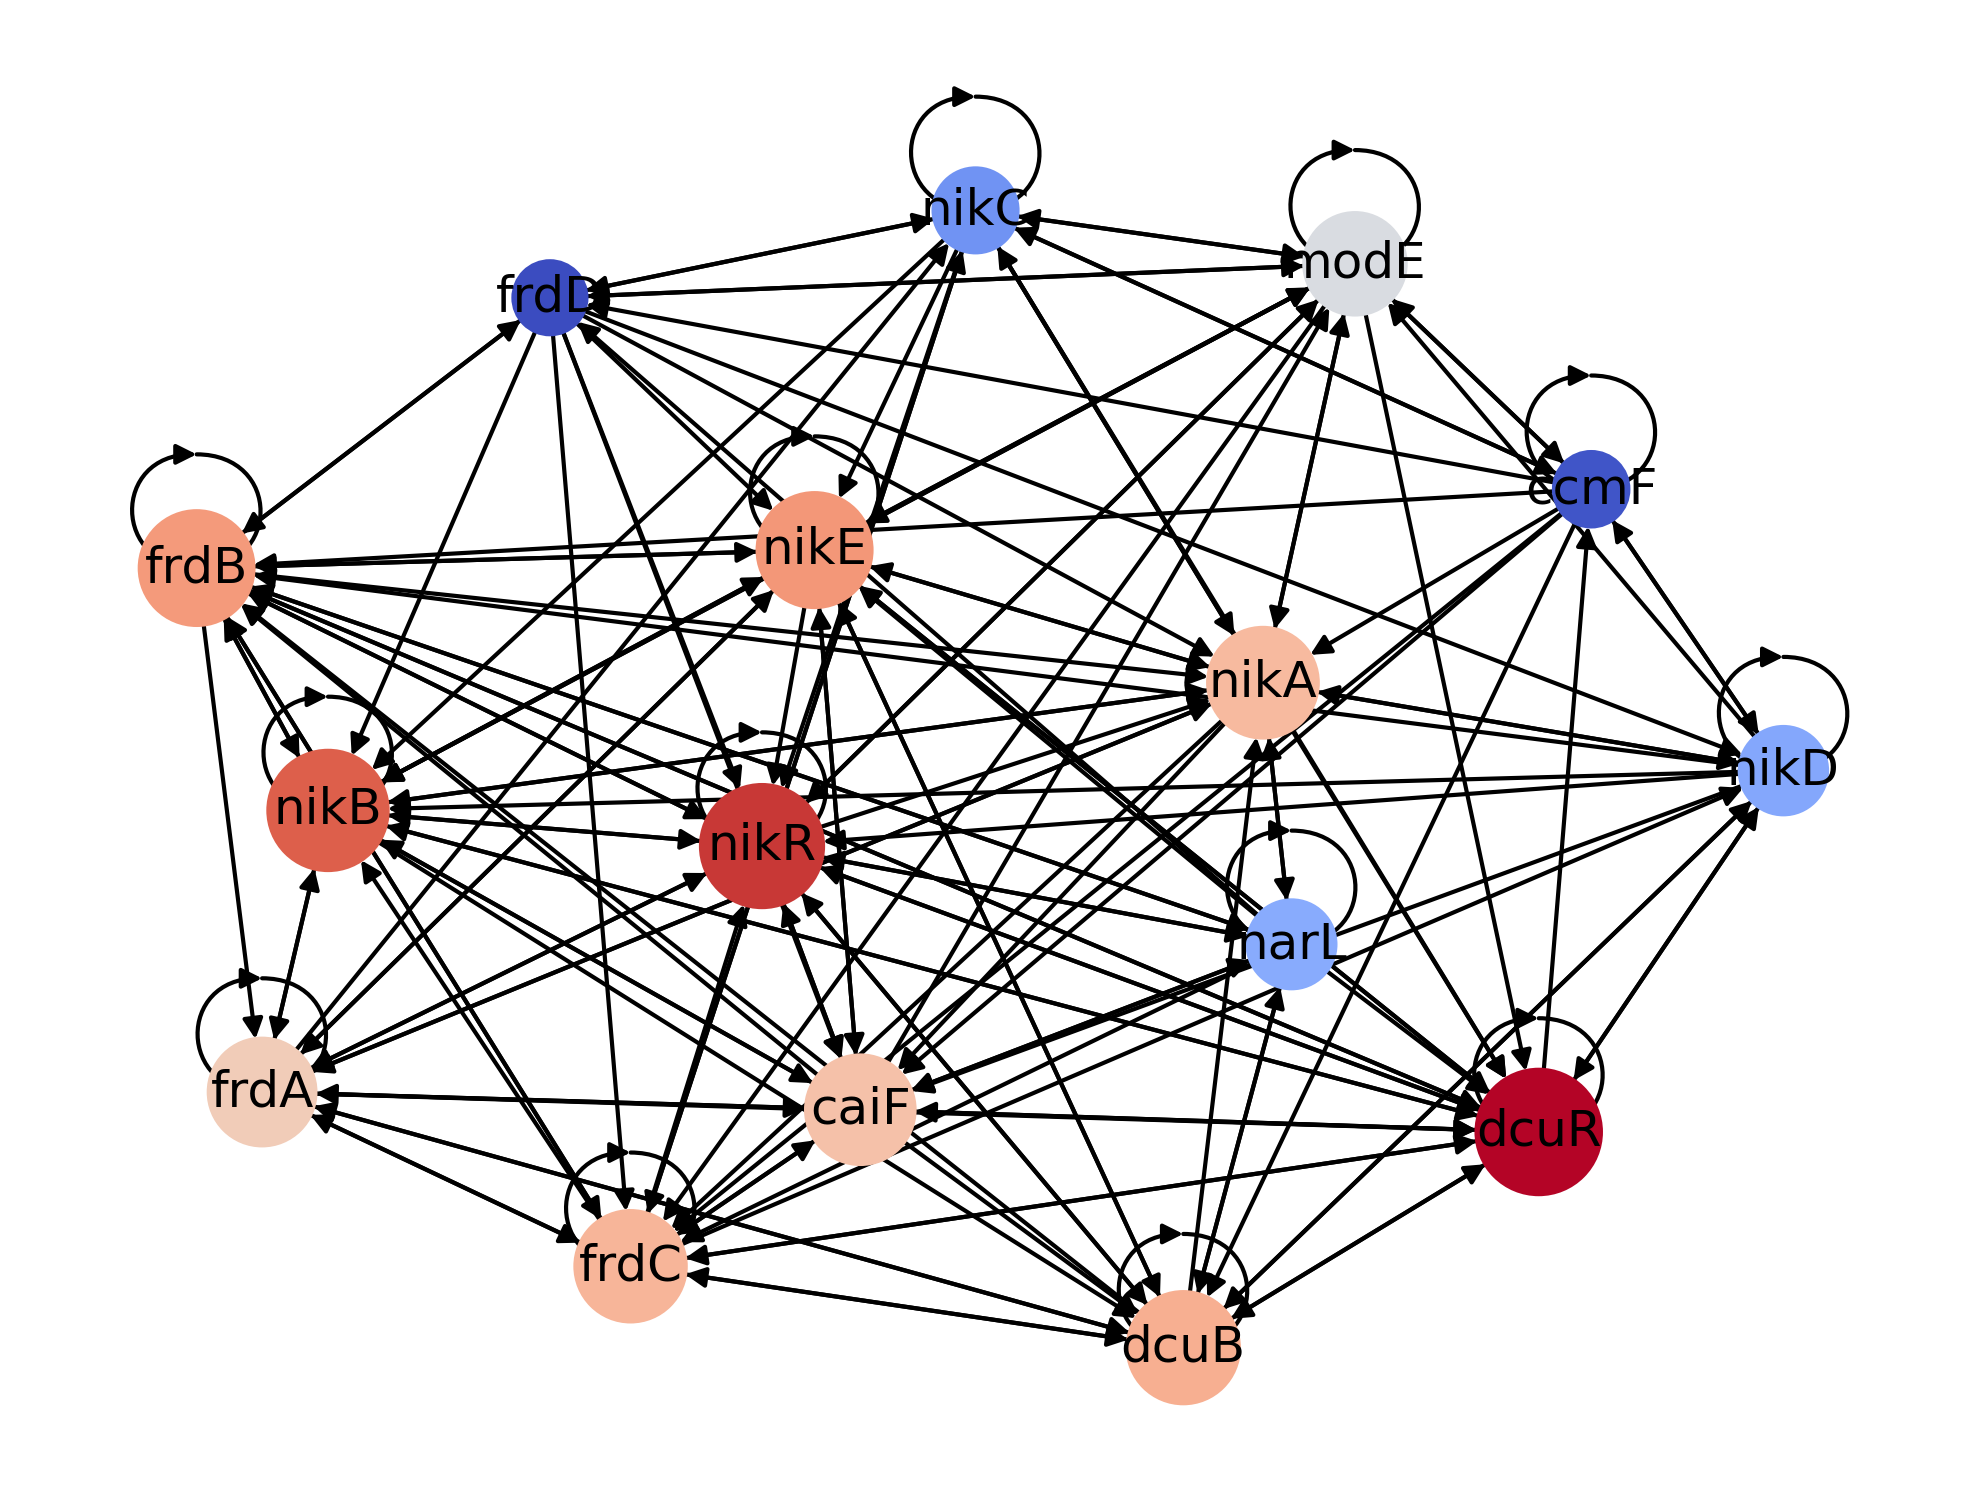 nikC
modE
frdD
ccmF
nikE
frdB
nikA
nikD
nikB
nikR
narL
frdA
caiF
dcuR
frdC
dcuB